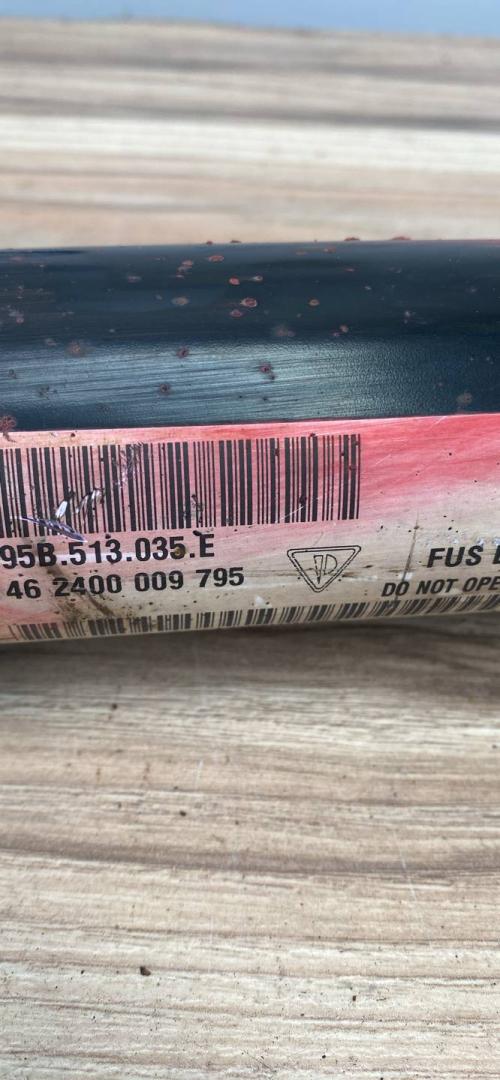 95B.513.035.E
46 2400 009 795
FUS
DO NOT OPE